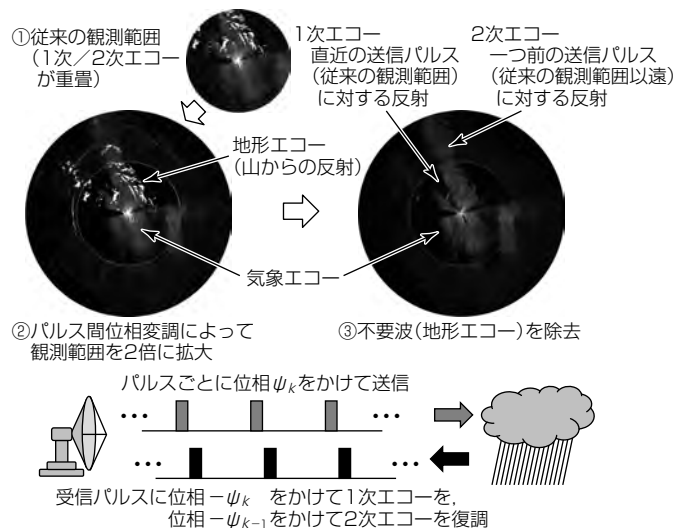 ①従来の観測範囲
（1次／2次エコー
が重畳）
1次エコー
直近の送信パルス
（従来の観測範囲）
に対する反射
2次エコー
一つ前の送信パルス
（従来の観測範囲以遠）
に対する反射
地形エコー
（山からの反射）
気象エコー
②パルス間位相変調によって
観測範囲を2倍に拡大
③不要波（地形エコー）を除去
パルスごとに位相ψkをかけて送信
… …
… …
受信パルスに位相－ψk をかけて1次エコーを，
位相－ψk−1をかけて2次エコーを復調